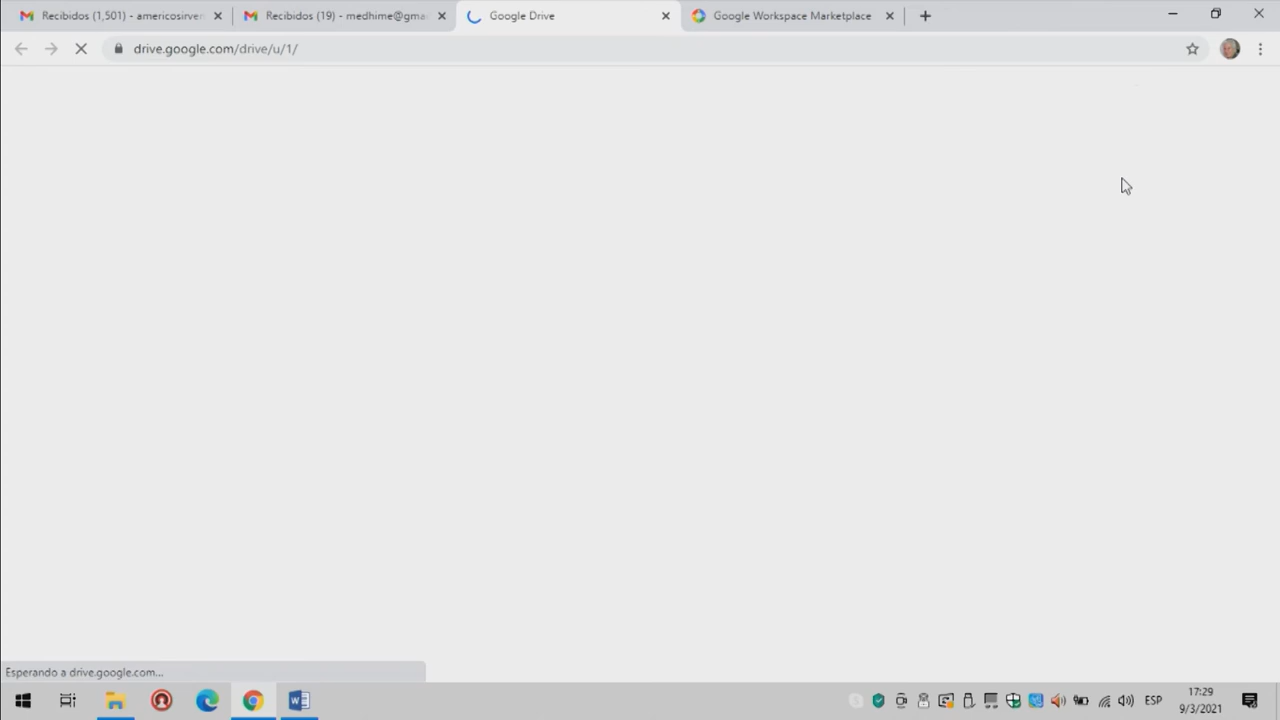 Recibidos (1,501) - americosirven
Recibidos (19) - medhime@gmai
Google Drive
Google Workspace Marketplace
drive.google.com/drive/u/1/
Esperando a drive.google.com...
ESP
17:29
9/3/2021